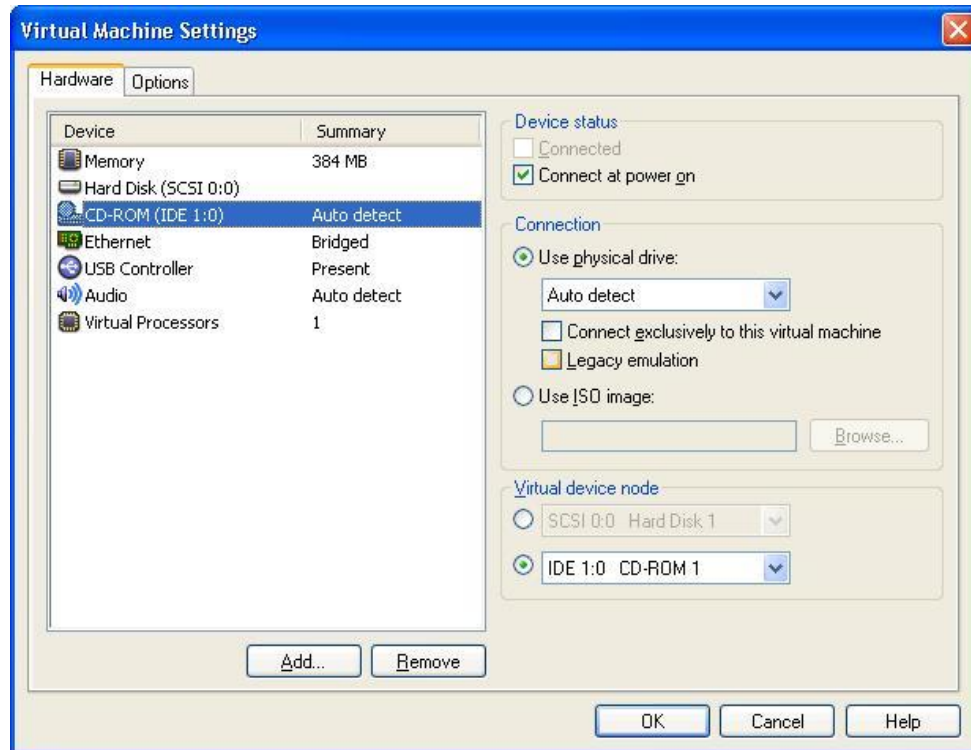 Virtual Machine Settings
Hardware Options
Device Summary
Memory 384 MB
Hard Disk (SCSI 0:0)
CD-ROM (IDE 1:0) Auto detect
Ethernet Bridged
USB Controller Present
Audio Auto detect
Virtual Processors 1
Add... Remove
Device status
Connected
Connect at power on
Connection
Use physical drive:
Auto detect
Connect exclusively to this virtual machine
Legacy emulation
Use ISO image:
Browse...
Virtual device node
SCSI 0:0 Hard Disk 1
IDE 1:0 CD-ROM 1
OK Cancel Help